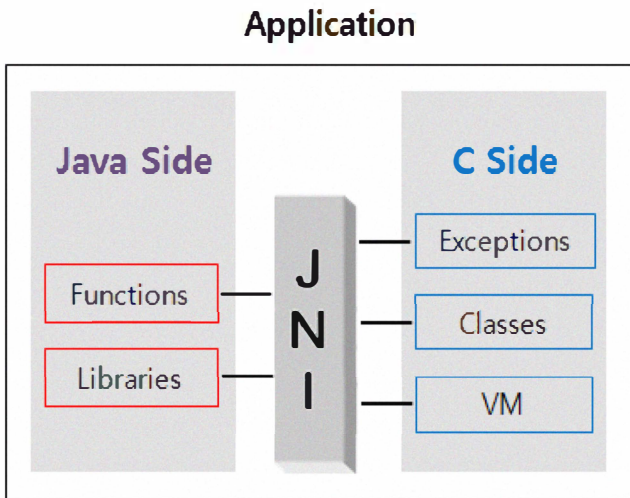 Application
Java Side
Functions
Libraries
J
N
I
C Side
Exceptions
Classes
VM